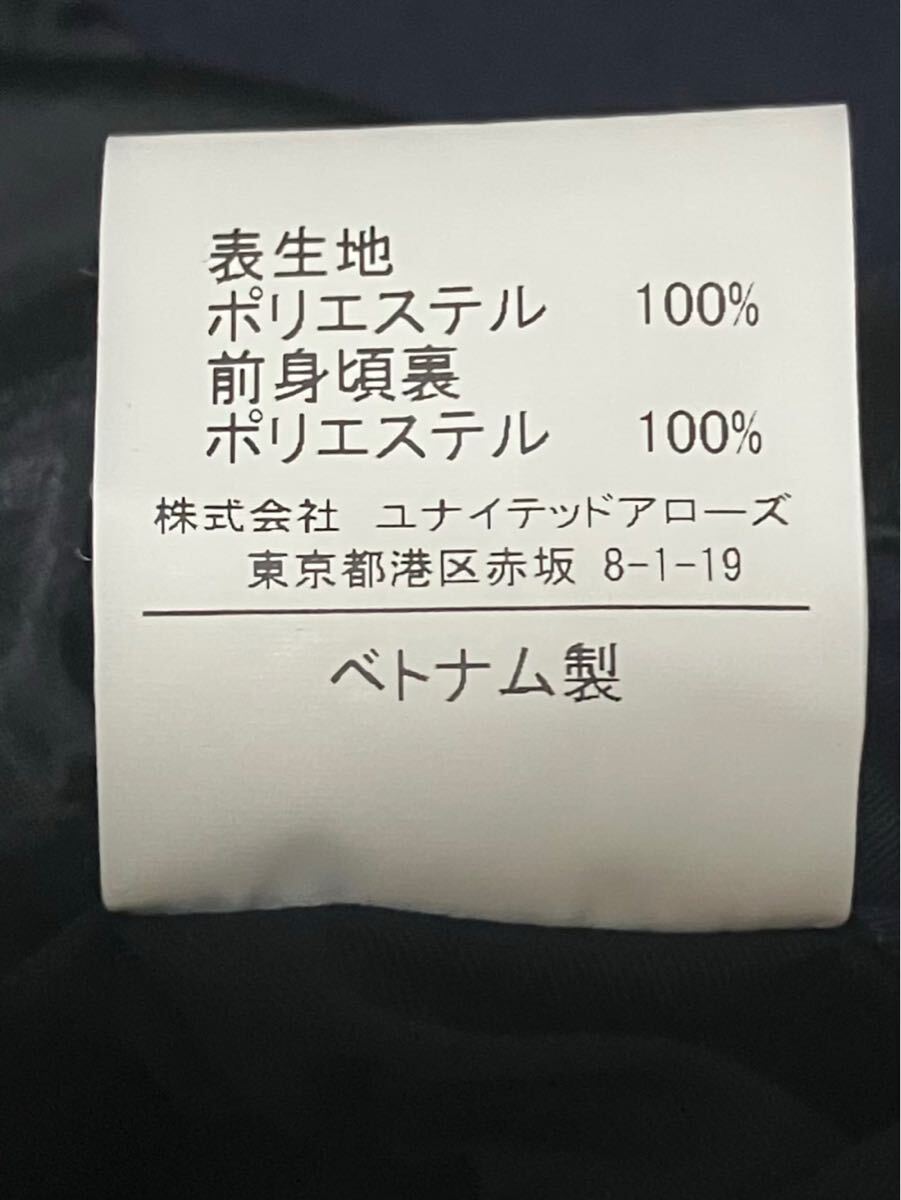 表生地
ポリエステル 100%
前身頃裏
ポリエステル 100%
株式会社 ユナイテッドアローズ
東京都港区赤坂 8-1-19
ベトナム製